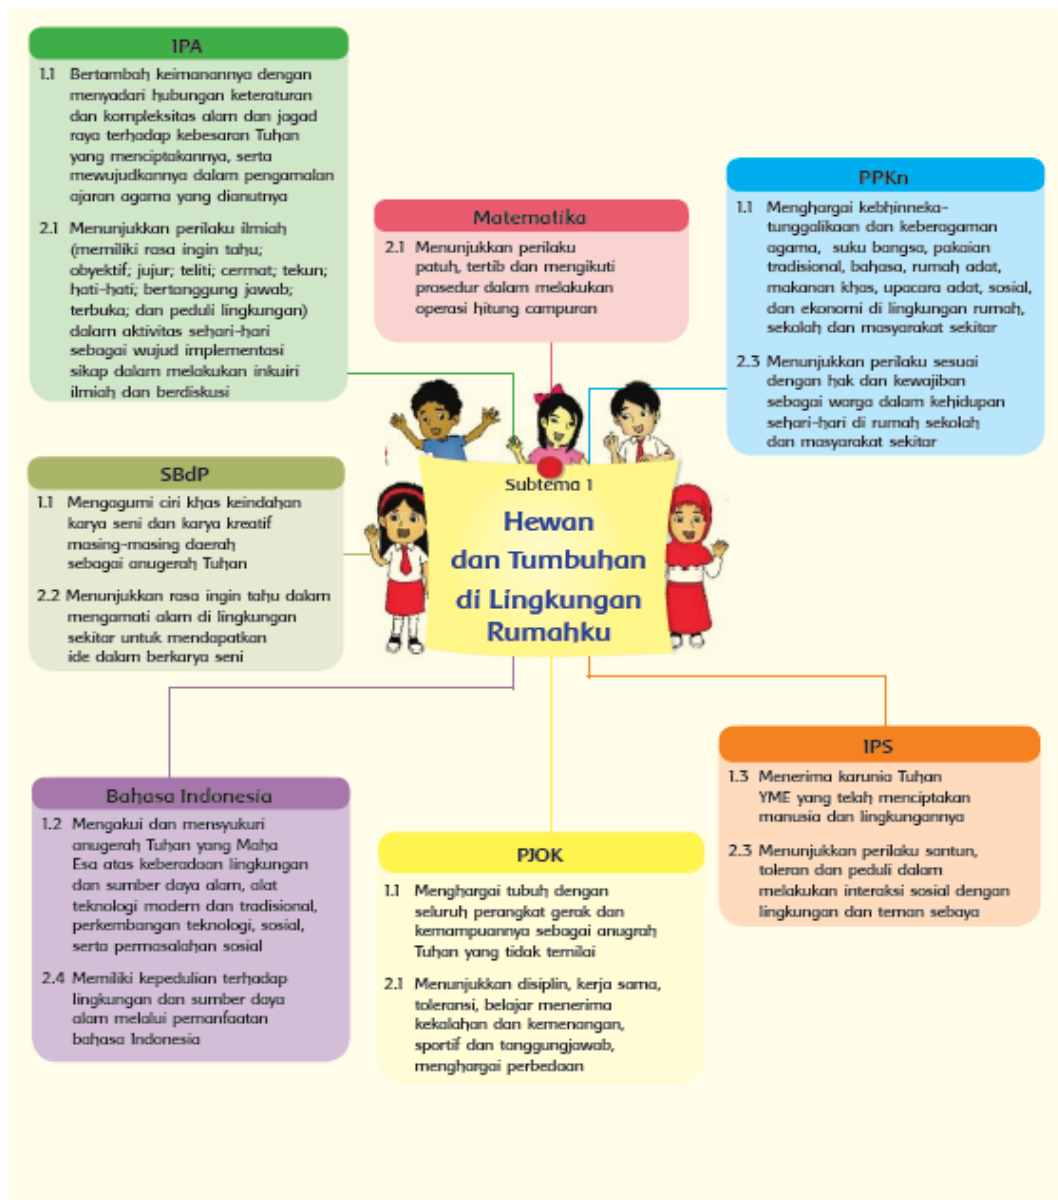 IPA
1.1 Bertambah keimanannya dengan
menyadari hubungan keteraturan
dan kompleksitas alam dan jagad
raya terhadap kebesaran Tuhan
yang menciptakannya, serta
mewujudkannya dalam pengamalan
ajaran agama yang dianutnya
2.1 Menunjukkan perilaku ilmiah
(memiliki rasa ingin tahu;
obyektif; jujur; teliti; cermat; tekun;
hati-hati; bertanggung jawab;
terbuka; dan peduli lingkungan)
dalam aktivitas sehari-hari
sebagai wujud implementasi
sikap dalam melakukan inkuiri
ilmiah dan berdiskusi
Matematika
2.1 Menunjukkan perilaku
patuh, tertib dan mengikuti
prosedur dalam melakukan
operasi hitung campuran
PPKn
1.1 Menghargai kebhinneka-
tunggalikaan dan keberagaman
agama, suku bangsa, pakaian
tradisional, bahasa, rumah adat,
makanan khas, upacara adat, sosial,
dan ekonomi di lingkungan rumah,
sekolah dan masyarakat sekitar
2.3 Menunjukkan perilaku sesuai
dengan hak dan kewajiban
sebagai warga dalam kehidupan
sehari-hari di rumah sekolah
dan masyarakat sekitar
SBdP
1.1 Mengagumi ciri khas keindahan
karya seni dan karya kreatif
masing-masing daerah
sebagai anugerah Tuhan
2.2 Menunjukkan rasa ingin tahu dalam
mengamati alam di lingkungan
sekitar untuk mendapatkan
ide dalam berkarya seni
Subtema 1
Hewan
dan Tumbuhan
di Lingkungan
Rumahku
Bahasa Indonesia
1.2 Mengakui dan mensyukuri
anugerah Tuhan yang Maha
Esa atas keberadaan lingkungan
dan sumber daya alam, alat
teknologi modern dan tradisional,
perkembangan teknologi, sosial,
serta permasalahan sosial
2.4 Memiliki kepedulian terhadap
lingkungan dan sumber daya
alam melalui pemanfaatan
bahasa Indonesia
PJOK
1.1 Menghargai tubuh dengan
seluruh perangkat gerak dan
kemampuannya sebagai anugrah
Tuhan yang tidak ternilai
2.1 Menunjukkan disiplin, kerja sama,
toleransi, belajar menerima
kekalahan dan kemenangan,
sportif dan tanggungjawab,
menghargai perbedaan
IPS
1.3 Menerima karunia Tuhan
YME yang telah menciptakan
manusia dan lingkungannya
2.3 Menunjukkan perilaku santun,
toleran dan peduli dalam
melakukan interaksi sosial dengan
lingkungan dan teman sebaya